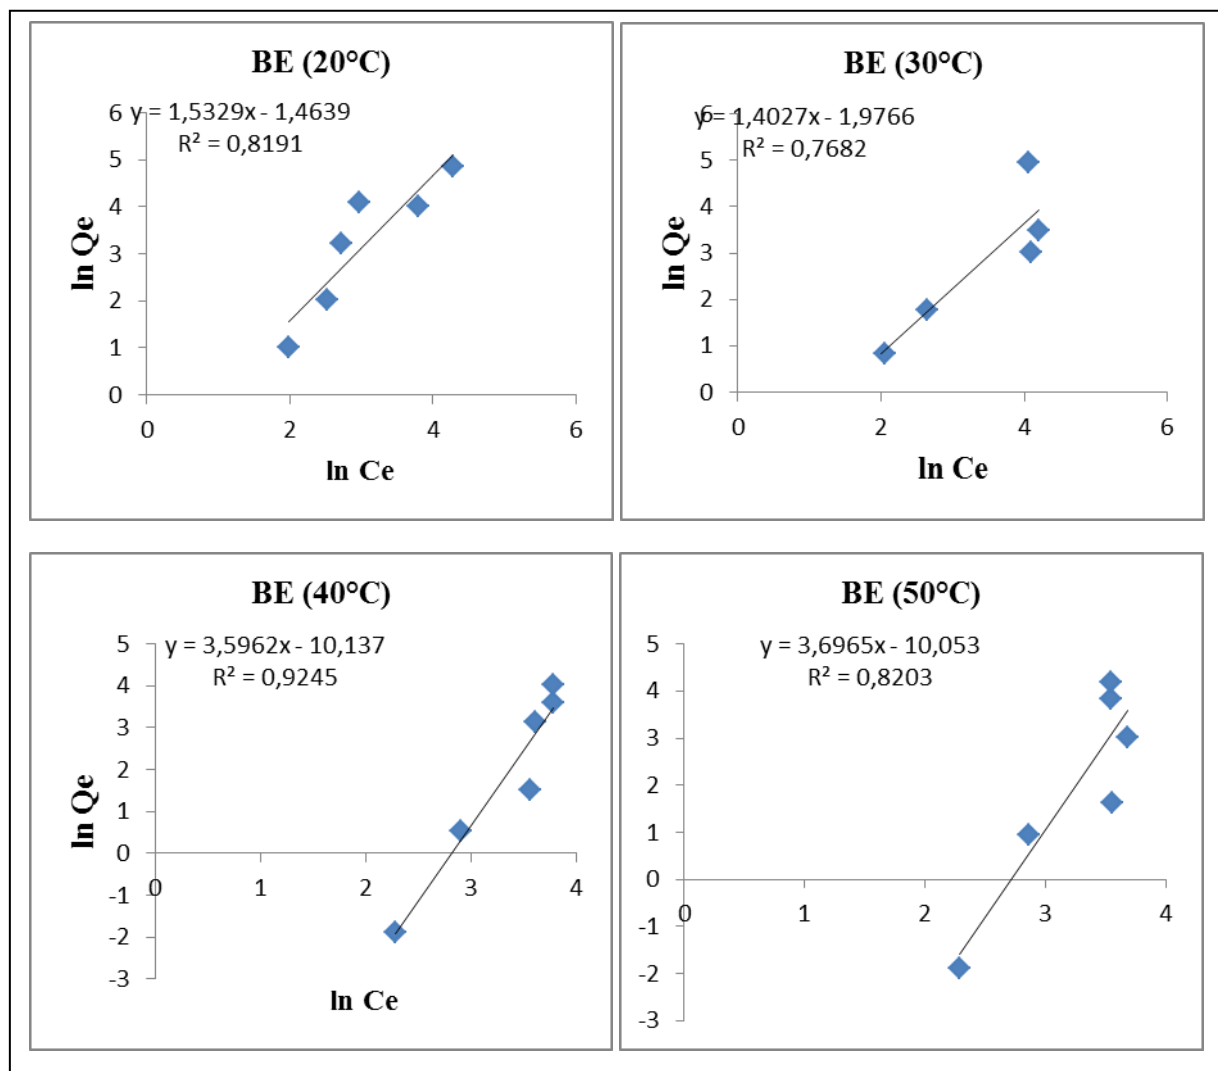 BE (20°C)
y = 1,5329x - 1,4639
R² = 0,8191
6
5
4
3
2
1
0
0 2 4 6
ln Qe
ln Ce
BE (30°C)
y = 1,4027x - 1,9766
R² = 0,7682
6
5
4
3
2
1
0
0 2 4 6
ln Qe
ln Ce
BE (40°C)
y = 3,5962x - 10,137
R² = 0,9245
5
4
3
2
1
0
-1
-2
-3
0 1 2 3 4
ln Qe
ln Ce
BE (50°C)
y = 3,6965x - 10,053
R² = 0,8203
5
4
3
2
1
0
-1
-2
-3
0 1 2 3 4